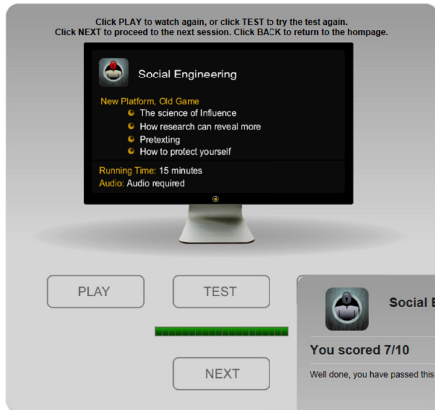 Click PLAY to watch again, or click TEST to try the test again.
Click NEXT to proceed to the next session. Click BACK to return to the hompage.
Social Engineering
New Platform, Old Game
The science of Influence
How research can reveal more
Pretexting
How to protect yourself
Running Time: 15 minutes
Audio: Audio required
PLAY
TEST
NEXT
Social E
You scored 7/10
Well done, you have passed this